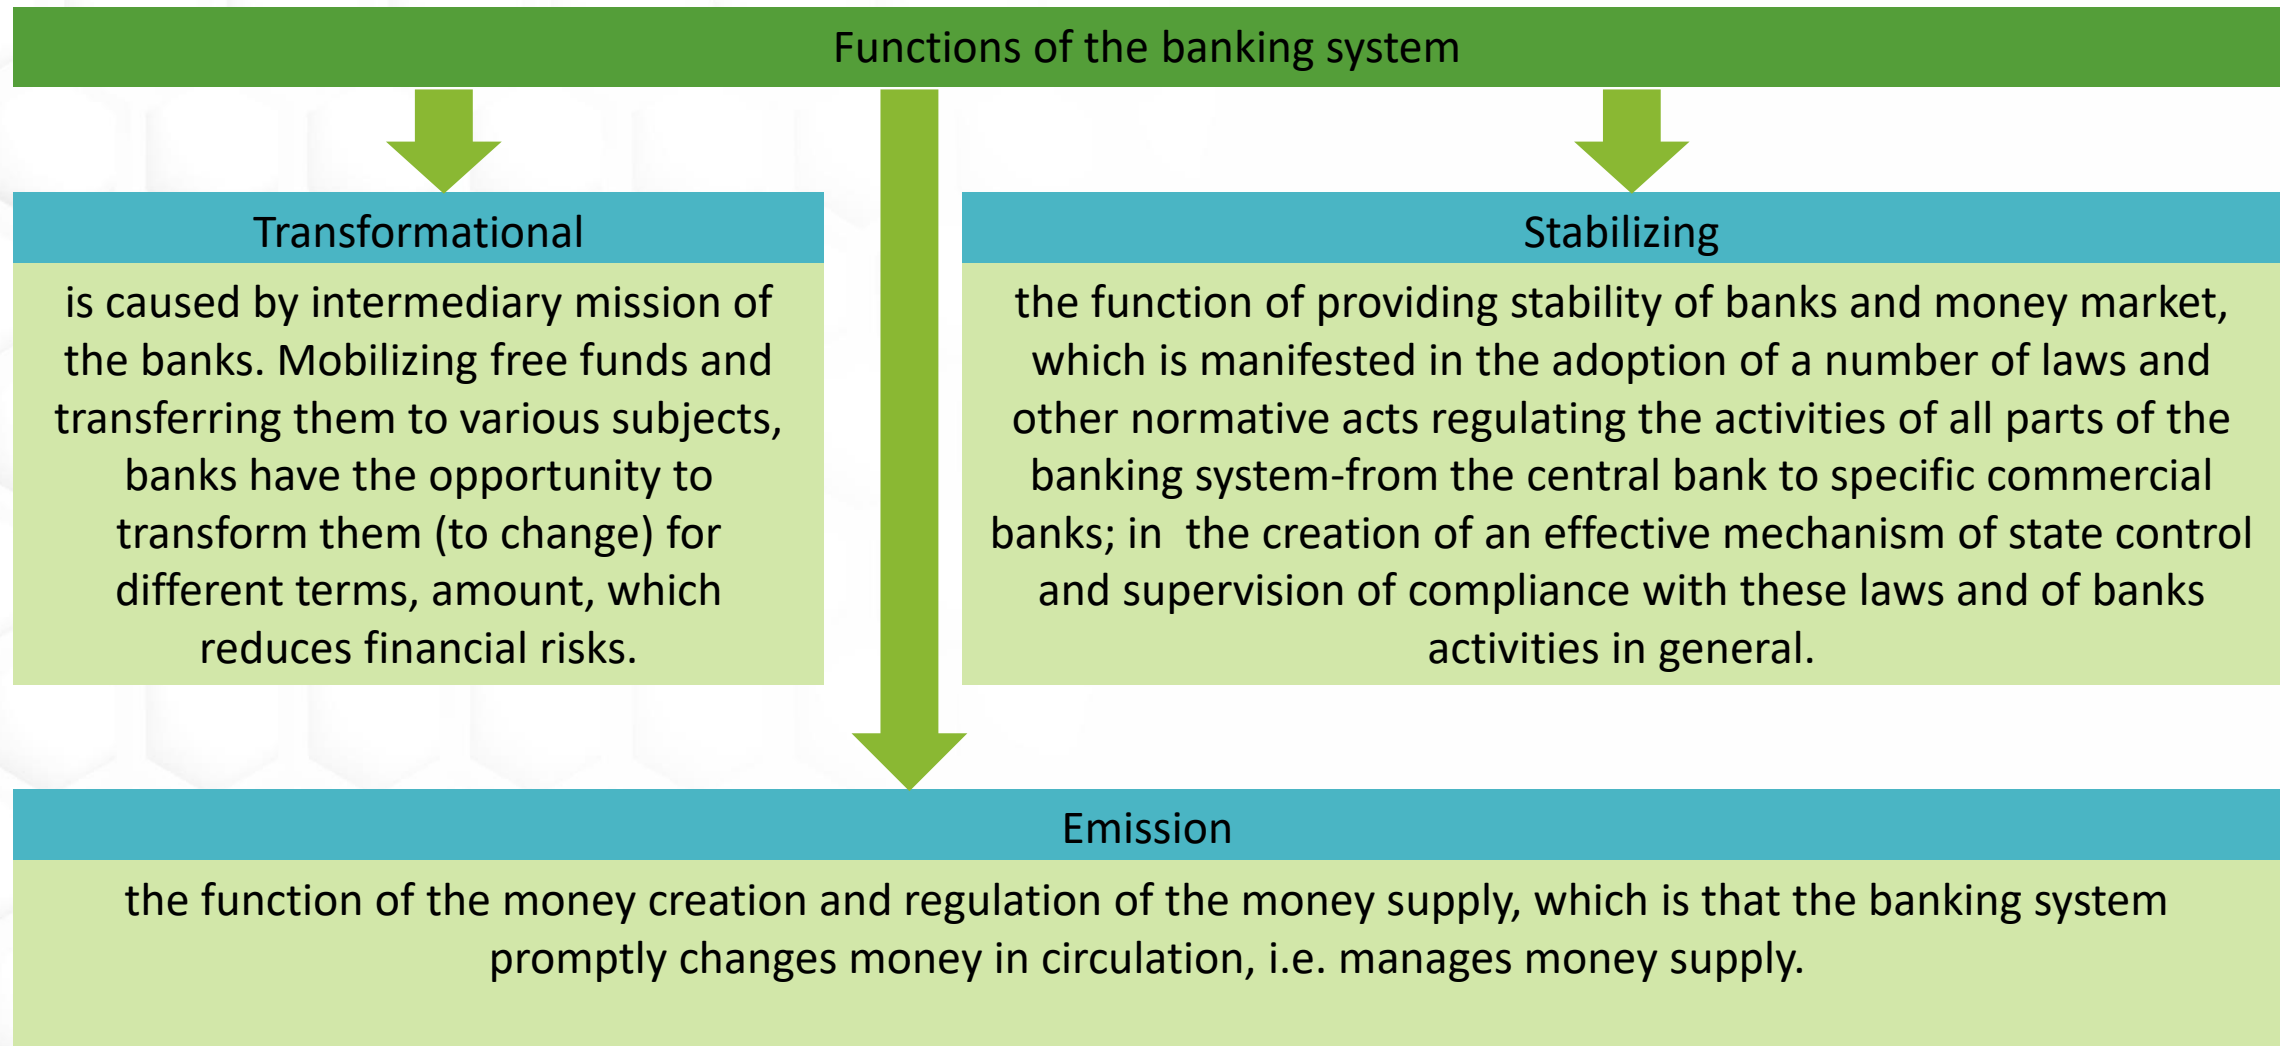 Functions of the banking system
Transformational
is caused by intermediary mission of
the banks. Mobilizing free funds and
transferring them to various subjects,
banks have the opportunity to
transform them (to change) for
different terms, amount, which
reduces financial risks.
Stabilizing
the function of providing stability of banks and money market,
which is manifested in the adoption of a number of laws and
other normative acts regulating the activities of all parts of the
banking system-from the central bank to specific commercial
banks; in  the creation of an effective mechanism of state control
and supervision of compliance with these laws and of banks
activities in general.
Emission
the function of the money creation and regulation of the money supply, which is that the banking system
promptly changes money in circulation, i.e. manages money supply.